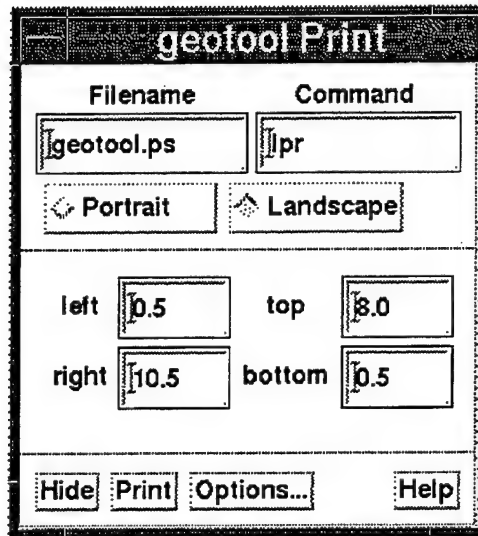 geotool Print
Filename Command
geotool.ps lpr
Portrait Landscape
left 0.5 top 8.0
right 10.5 bottom 0.5
Hide Print Options... Help